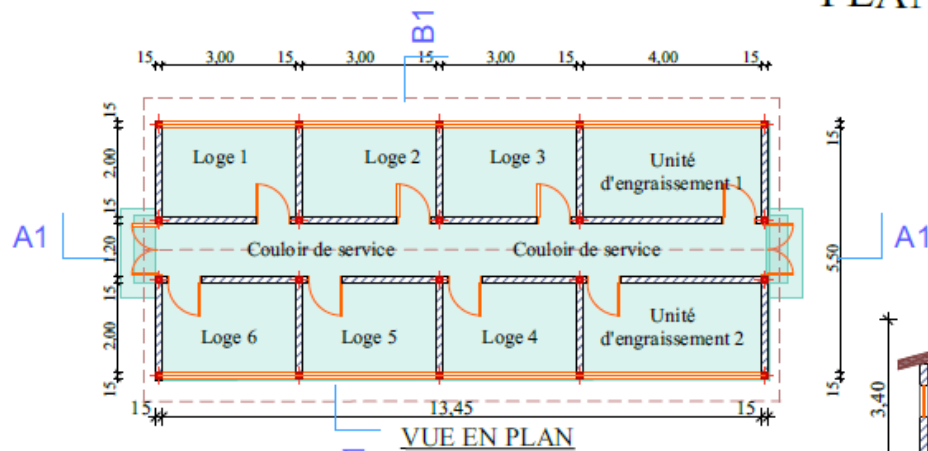 PLAN
B1
15 3,00 15 3,00 15 3,00 15 4,00 15
15
2,00
15
1,20
15
2,00
15
Loge 1
Loge 2
Loge 3
Unité
d'engraissement 1
A1
Couloir de service
Couloir de service
A1
15
5,50
15
Loge 6
Loge 5
Loge 4
Unité
d'engraissement 2
3,40
15 13,45 15
VUE EN PLAN